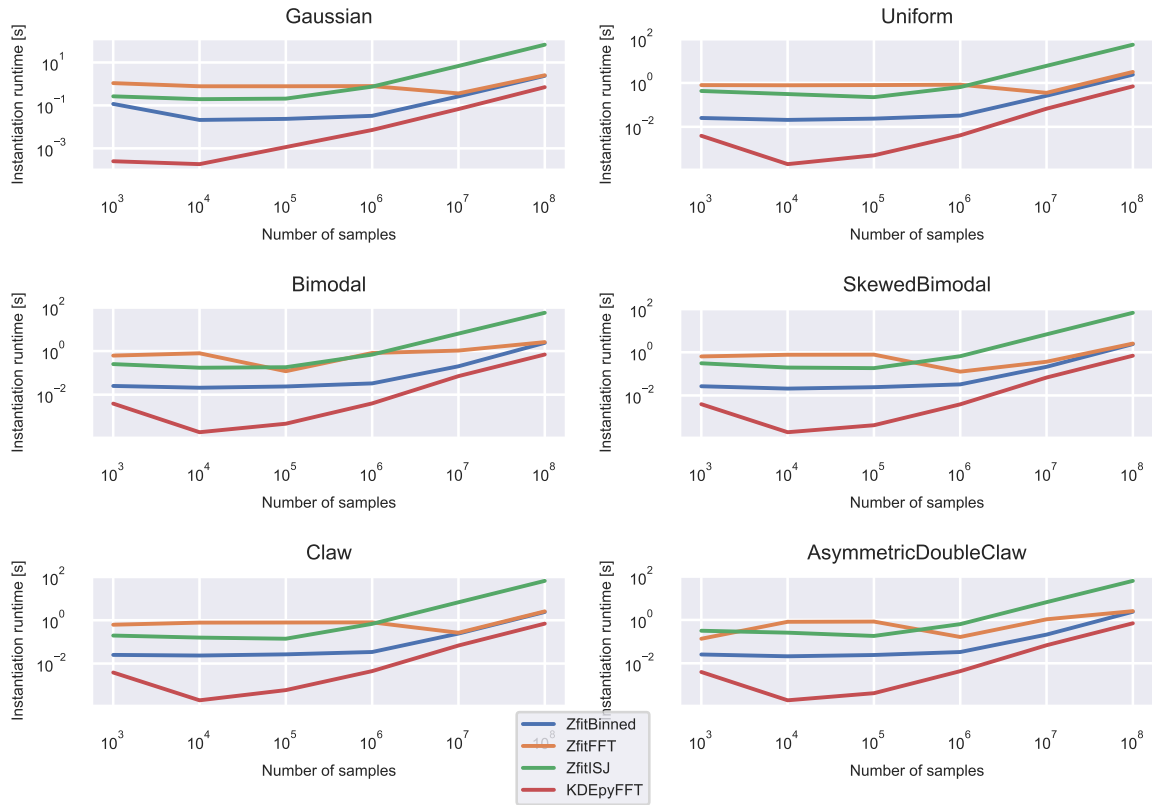 Gaussian
Instantiation runtime [s]
10^1
10^−1
10^−3
10^3 10^4 10^5 10^6 10^7 10^8
Number of samples
Uniform
Instantiation runtime [s]
10^2
10^0
10^−2
10^3 10^4 10^5 10^6 10^7 10^8
Number of samples
Bimodal
Instantiation runtime [s]
10^2
10^0
10^−2
10^3 10^4 10^5 10^6 10^7 10^8
Number of samples
SkewedBimodal
Instantiation runtime [s]
10^2
10^0
10^−2
10^3 10^4 10^5 10^6 10^7 10^8
Number of samples
Claw
Instantiation runtime [s]
10^2
10^0
10^−2
10^3 10^4 10^5 10^6 10^7 10^8
Number of samples
AsymmetricDoubleClaw
Instantiation runtime [s]
10^2
10^0
10^−2
10^3 10^4 10^5 10^6 10^7 10^8
Number of samples
ZfitBinned
ZfitFFT
ZfitISJ
KDEpyFFT